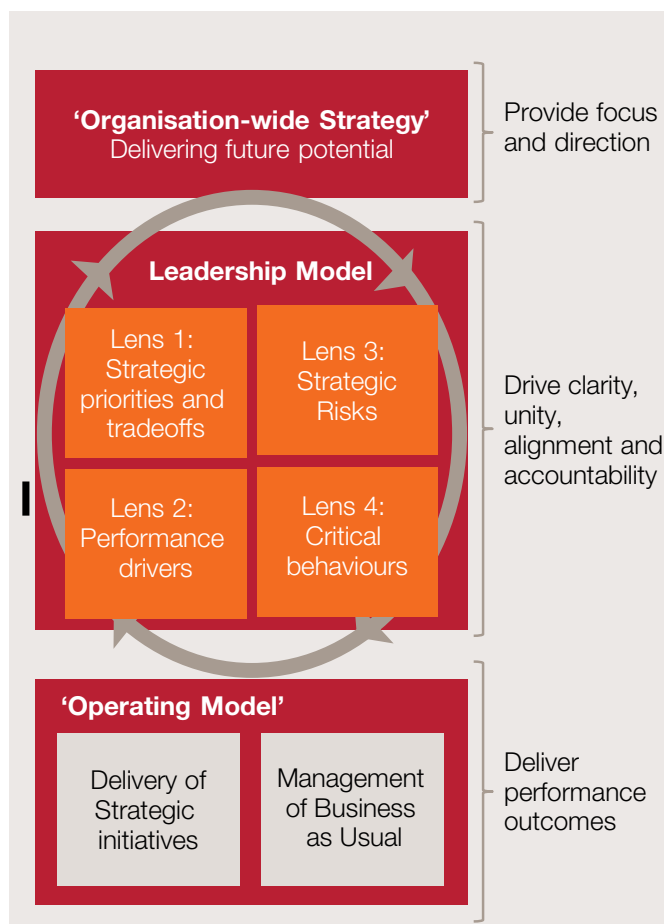 ‘Organisation-wide Strategy’
Delivering future potential
Provide focus
and direction
Leadership Model
Lens 1:
Strategic
priorities and
tradeoffs
Lens 3:
Strategic
Risks
Lens 2:
Performance
drivers
Lens 4:
Critical
behaviours
Drive clarity,
unity,
alignment and
accountability
‘Operating Model’
Delivery of
Strategic
initiatives
Management
of Business
as Usual
Deliver
performance
outcomes